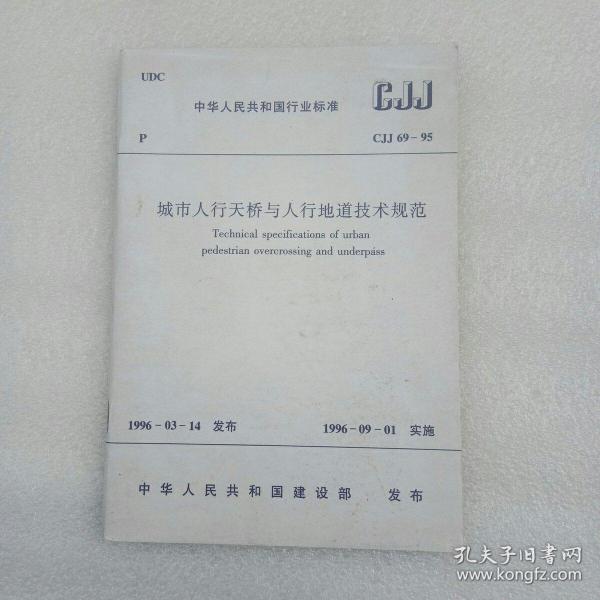 UDC
中华人民共和国行业标准
CJJ
P
CJJ 69-95
城市人行天桥与人行地道技术规范
Technical specifications of urban
pedestrian overcrossing and underpass
1996-03-14 发布
1996-09-01 实施
中华人民共和国建设部 发布
孔夫子旧书网
www.kongfz.com